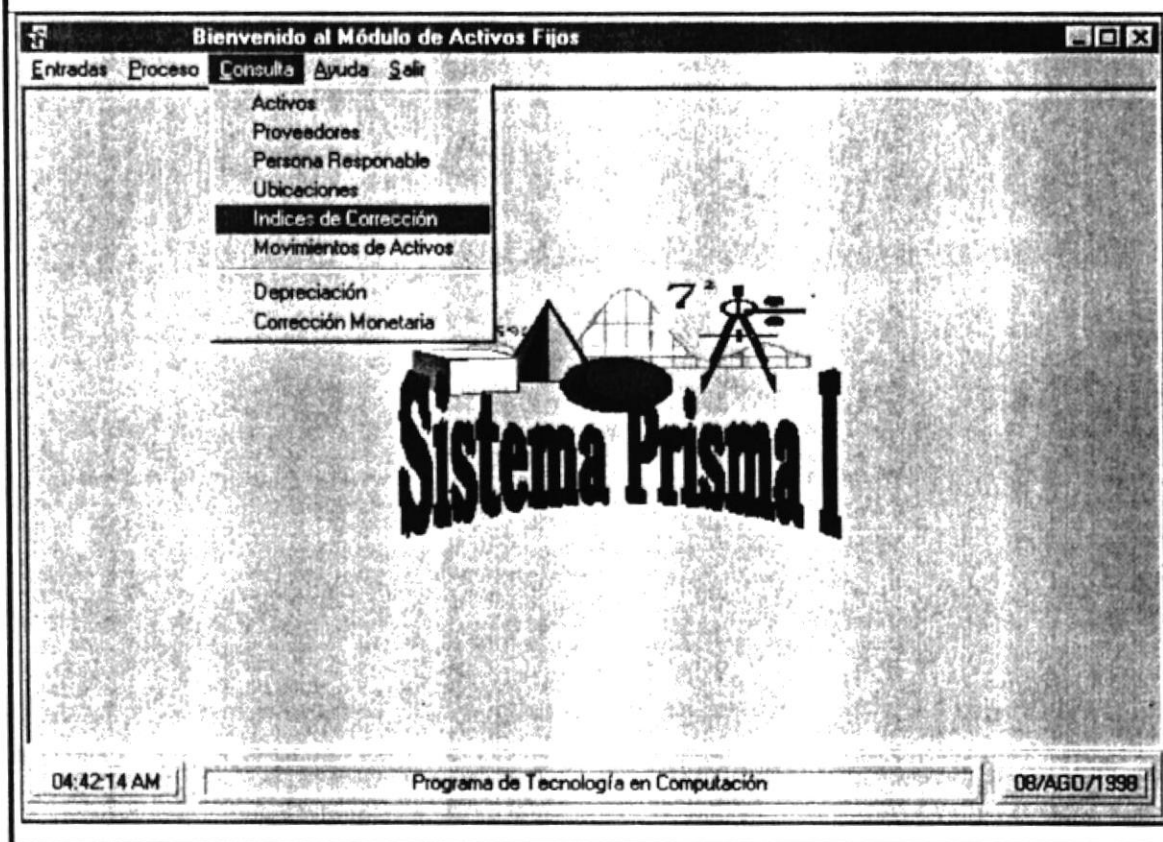 Bienvenido al Módulo de Activos Fijos
Entradas Proceso Consulta Ayuda Salir
Activos
Proveedores
Persona Responable
Ubicaciones
Indices de Corrección
Movimientos de Activos
Depreciación
Corrección Monetaria
7
Sistema Prisma I
04:42:14 AM
Programa de Tecnología en Computación
08/AGO/1998